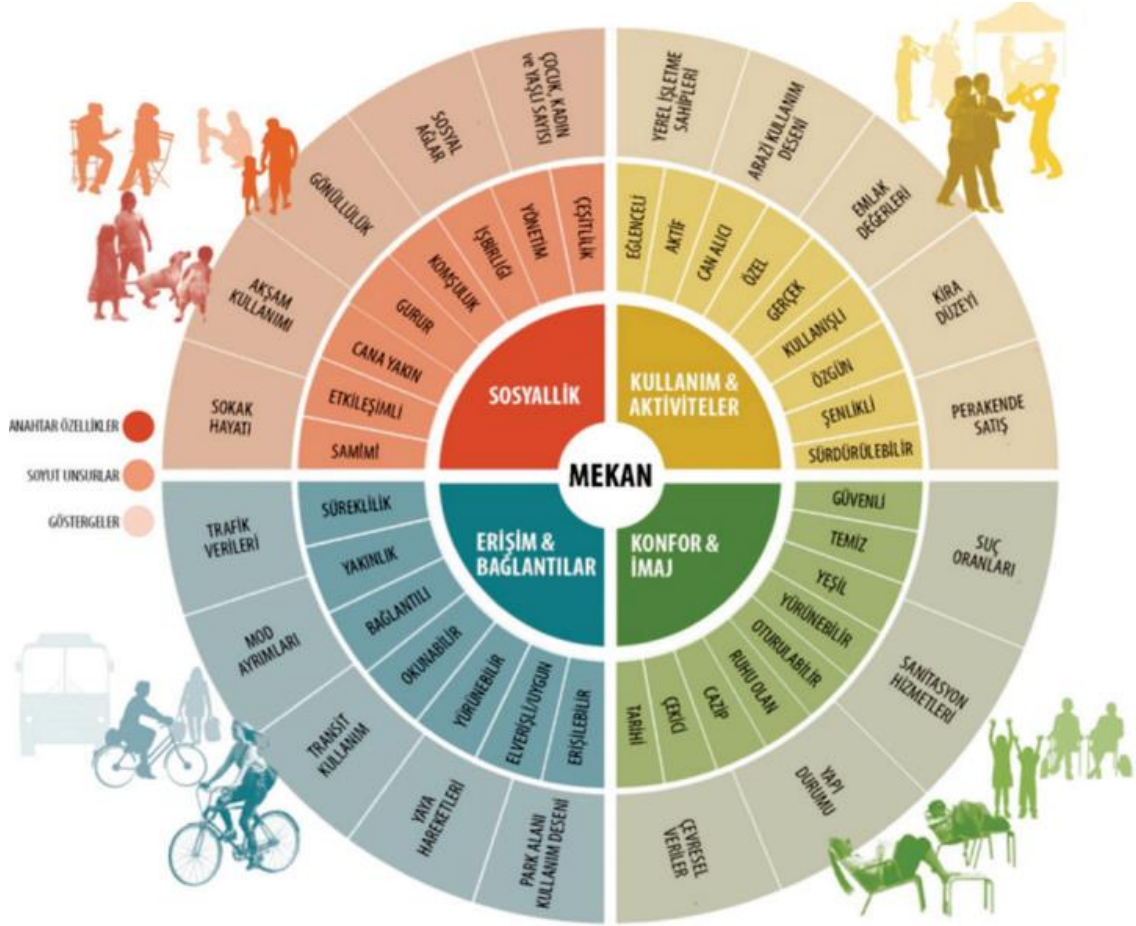 ÇOCUK, KADIN
ve YAŞLI SAYISI
SOSYAL
AĞLAR
GÖNÜLLÜLÜK
AKŞAM
KULLANIMI
SOKAK
HAYATI
YEREL İŞLETME
SAHİPLERİ
ARAZİ KULLANIM
DESENİ
EMLAK
DEĞERLERİ
KİRA
DÜZEYİ
PERAKENDE
SATIŞ
ÇEŞİTLİLİK
YÖNETİM
İŞBİRLİĞİ
KOMŞULUK
GURUR
CANA YAKIN
ETKİLEŞİMLİ
SAMİMİ
EĞLENCELİ
AKTİF
CAN ALICI
ÖZEL
GERÇEK
KULLANIŞLI
ÖZGÜN
ŞENLİKLİ
SÜRDÜRÜLEBİLİR
SOSYALLİK
KULLANIM &
AKTİVİTELER
MEKAN
ERİŞİM &
BAĞLANTILAR
KONFOR &
İMAJ
ANAHTAR ÖZELLİKLER
SOYUT UNSURLAR
GÖSTERGELER
SÜREKLİLİK
YAKINLIK
BAĞLANTILI
OKUNABİLİR
YÜRÜNEBİLİR
ELVERİŞLİ/UYGUN
ERİŞİLEBİLİR
GÜVENLİ
TEMİZ
YEŞİL
YÜRÜNEBİLİR
OTURULABİLİR
RUHU OLAN
CAZİP
ÇEKİCİ
TARİHİ
TRAFİK
VERİLERİ
MOD
AYRIMLARI
TRANSİT
KULLANIM
YAYA
HAREKETLERİ
PARK ALANI
KULLANIM DESENİ
SUÇ
ORANLARI
SANİTASYON
HİZMETLERİ
YAPI
DURUMU
ÇEVRESEL
VERİLER